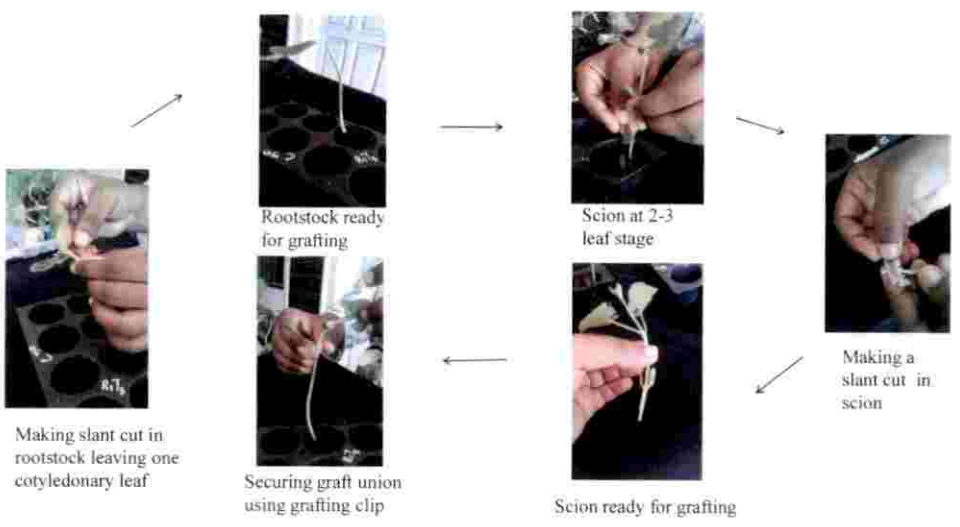 Rootstock ready
for grafting
Scion at 2-3
leaf stage
Making a
slant cut in
scion
Making slant cut in
rootstock leaving one
cotyledonary leaf
Securing graft union
using grafting clip
Scion ready for grafting